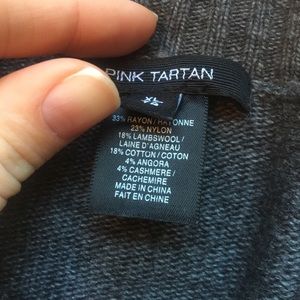 PINK TARTAN
XS
33% RAYON / RAYONNE
23% NYLON
18% LAMBSWOOL /
LAINE D'AGNEAU
18% COTTON / COTON
4% ANGORA
4% CASHMERE /
CACHEMIRE
MADE IN CHINA
FAIT EN CHINE